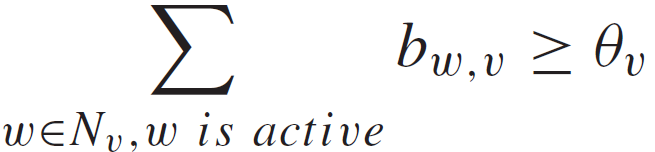 ∑ b_{w,v} ≥ θ_v
w∈N_v,w is active